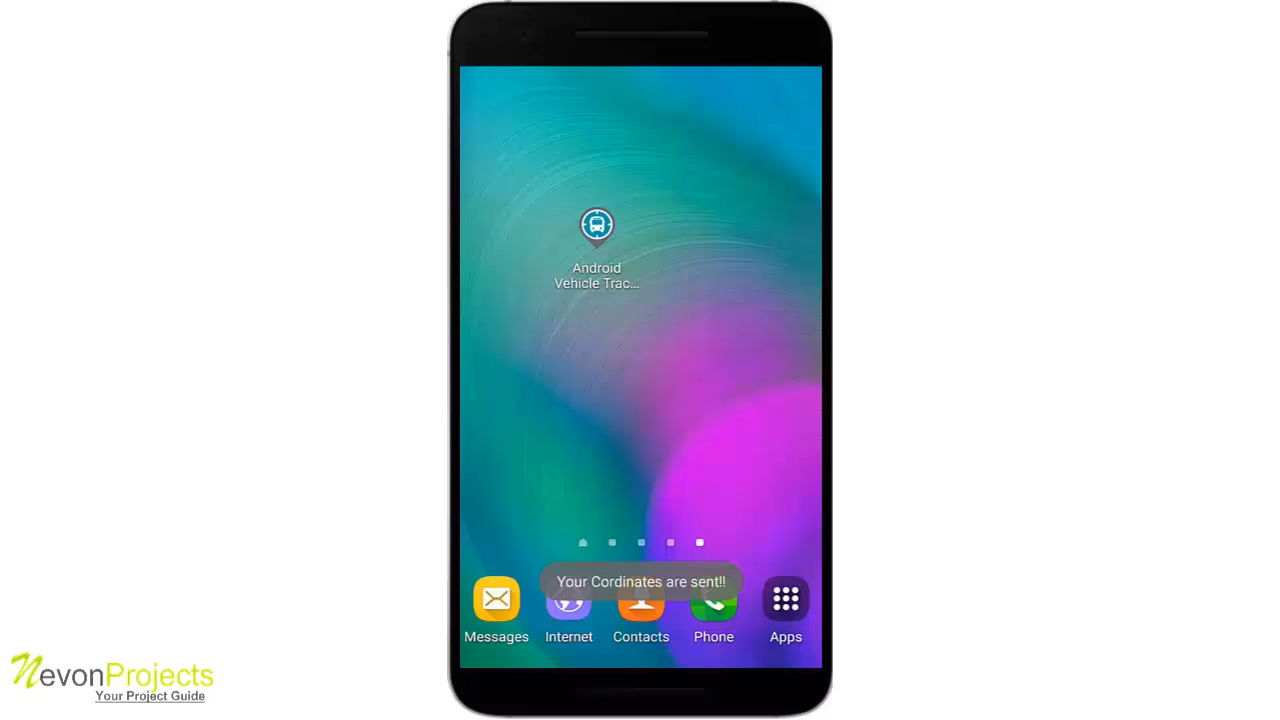 Android
Vehicle Trac...
Your Cordinates are sent!!
Messages
Internet
Contacts
Phone
Apps
NevonProjects
Your Project Guide